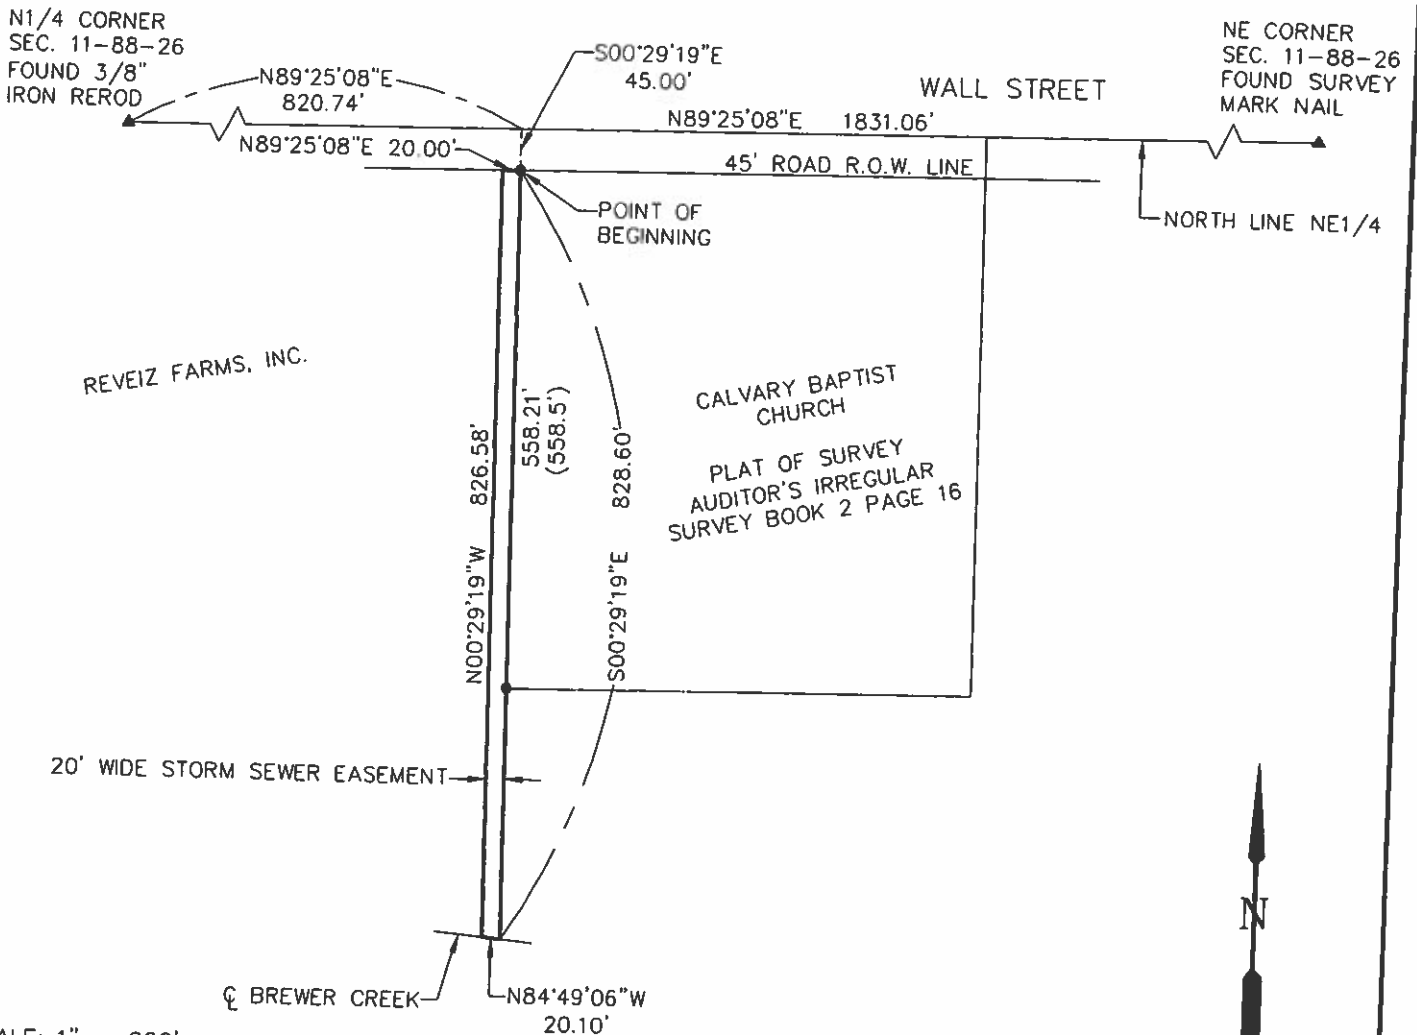 N1/4 CORNER
SEC. 11-88-26
FOUND 3/8"
IRON REROD
N89°25'08"E
820.74'
S00°29'19"E
45.00'
WALL STREET
NE CORNER
SEC. 11-88-26
FOUND SURVEY
MARK NAIL
N89°25'08"E 1831.06'
N89°25'08"E 20.00'
45' ROAD R.O.W. LINE
POINT OF
BEGINNING
NORTH LINE NE1/4
REVEIZ FARMS, INC.
CALVARY BAPTIST
CHURCH
PLAT OF SURVEY
AUDITOR'S IRREGULAR
SURVEY BOOK 2 PAGE 16
N00°29'19"W 826.58'
558.21'
(558.5')
S00°29'19"E 828.60'
20' WIDE STORM SEWER EASEMENT
N
℄ BREWER CREEK
N84°49'06"W
20.10'